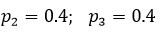 p₂ = 0.4;  p₃ = 0.4